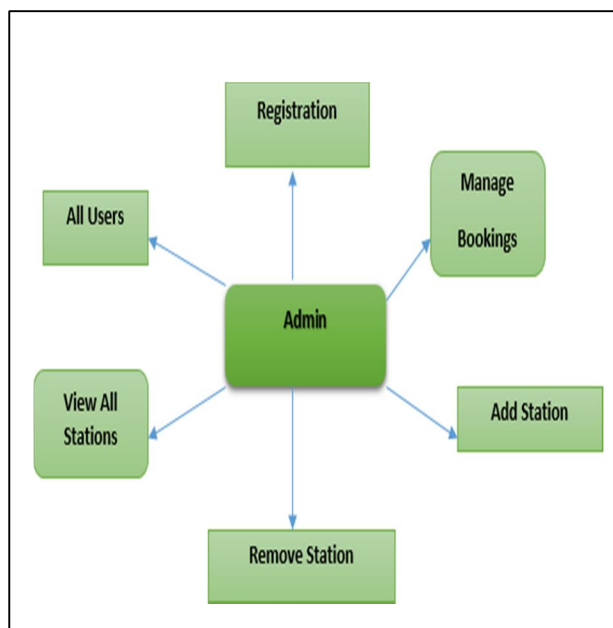 Registration
Manage
Bookings
All Users
Admin
View All
Stations
Add Station
Remove Station